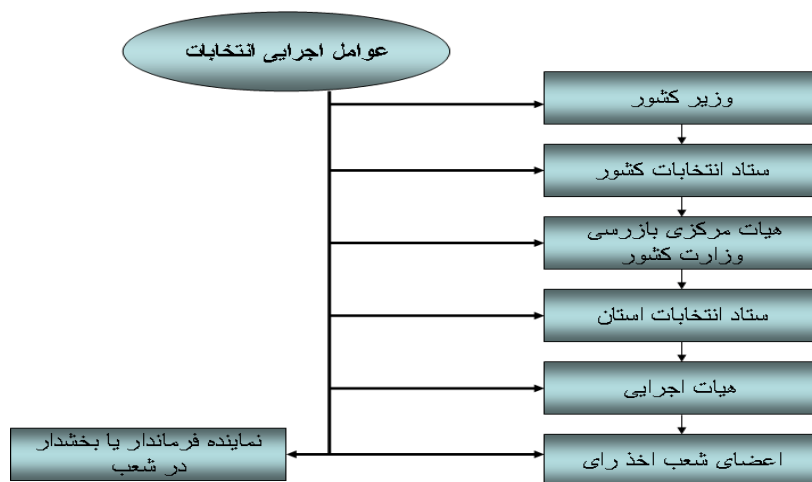 عوامل اجرایی انتخابات
وزیر کشور
ستاد انتخابات کشور
هیات مرکزی بازرسی
وزارت کشور
ستاد انتخابات استان
هیات اجرایی
اعضای شعب اخذ رای
نماینده فرماندار یا بخشدار
در شعب